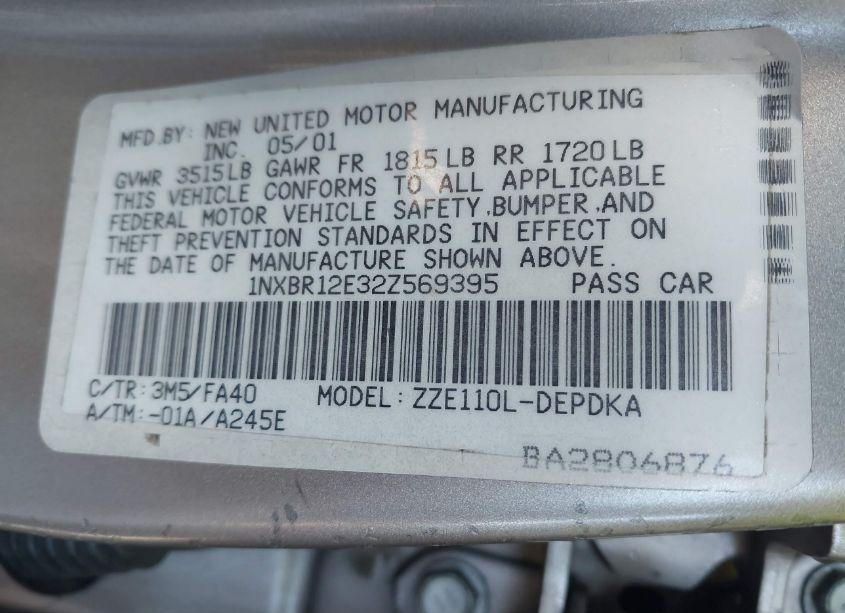 MFD.BY: NEW UNITED MOTOR MANUFACTURING
INC. 05/01
GVWR 3515LB GAWR FR 1815LB RR 1720LB
THIS VEHICLE CONFORMS TO ALL APPLICABLE
FEDERAL MOTOR VEHICLE SAFETY,BUMPER,AND
THEFT PREVENTION STANDARDS IN EFFECT ON
THE DATE OF MANUFACTURE SHOWN ABOVE.
1NXBR12E32Z569395 PASS CAR
C/TR:3M5/FA40 MODEL:ZZE110L-DEPDKA
A/TM:-01A/A245E
BA2806876